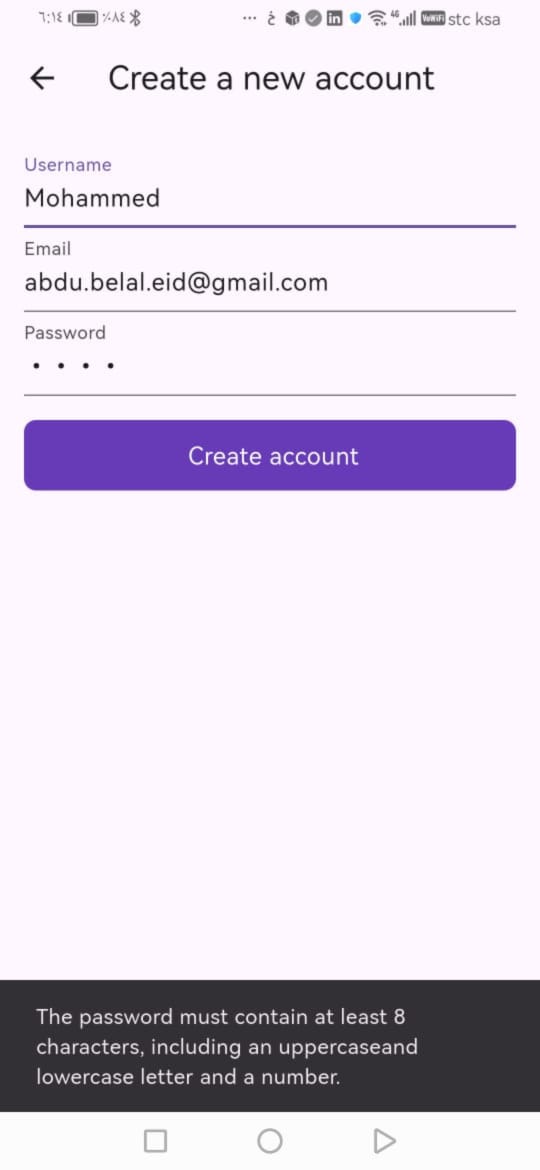 ٦:١٤ ٪٨٤ ... خ in 4G VoWiFi stc ksa
Create a new account
Username
Mohammed
Email
abdu.belal.eid@gmail.com
Password
Create account
The password must contain at least 8
characters, including an uppercaseand
lowercase letter and a number.